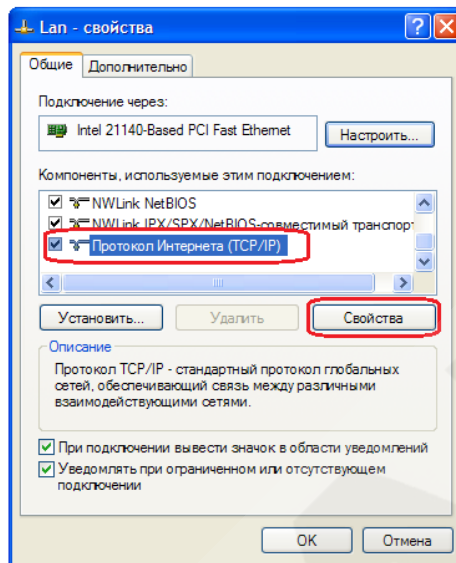 Lan - свойства
Общие
Дополнительно
Подключение через:
Intel 21140-Based PCI Fast Ethernet
Настроить...
Компоненты, используемые этим подключением:
NWLink NetBIOS
NWLink IPX/SPX/NetBIOS-совместимый транспорт
Протокол Интернета (TCP/IP)
Установить...
Удалить
Свойства
Описание
Протокол TCP/IP - стандартный протокол глобальных
сетей, обеспечивающий связь между различными
взаимодействующими сетями.
При подключении вывести значок в области уведомлений
Уведомлять при ограниченном или отсутствующем
подключении
OK
Отмена